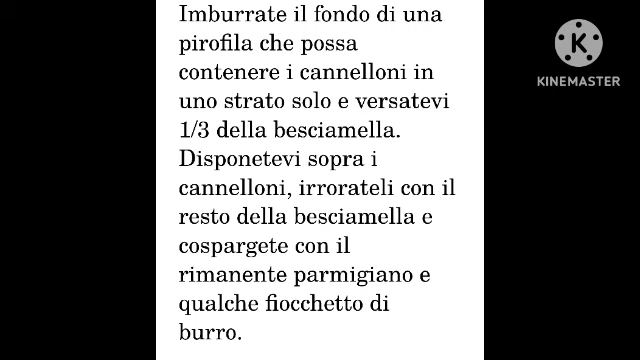 Imburrate il fondo di una
pirofila che possa
contenere i cannelloni in
uno strato solo e versatevi
1/3 della besciamella.
Disponetevi sopra i
cannelloni, irrorateli con il
resto della besciamella e
cospargete con il
rimanente parmigiano e
qualche fiocchetto di
burro.
K
KINEMASTER